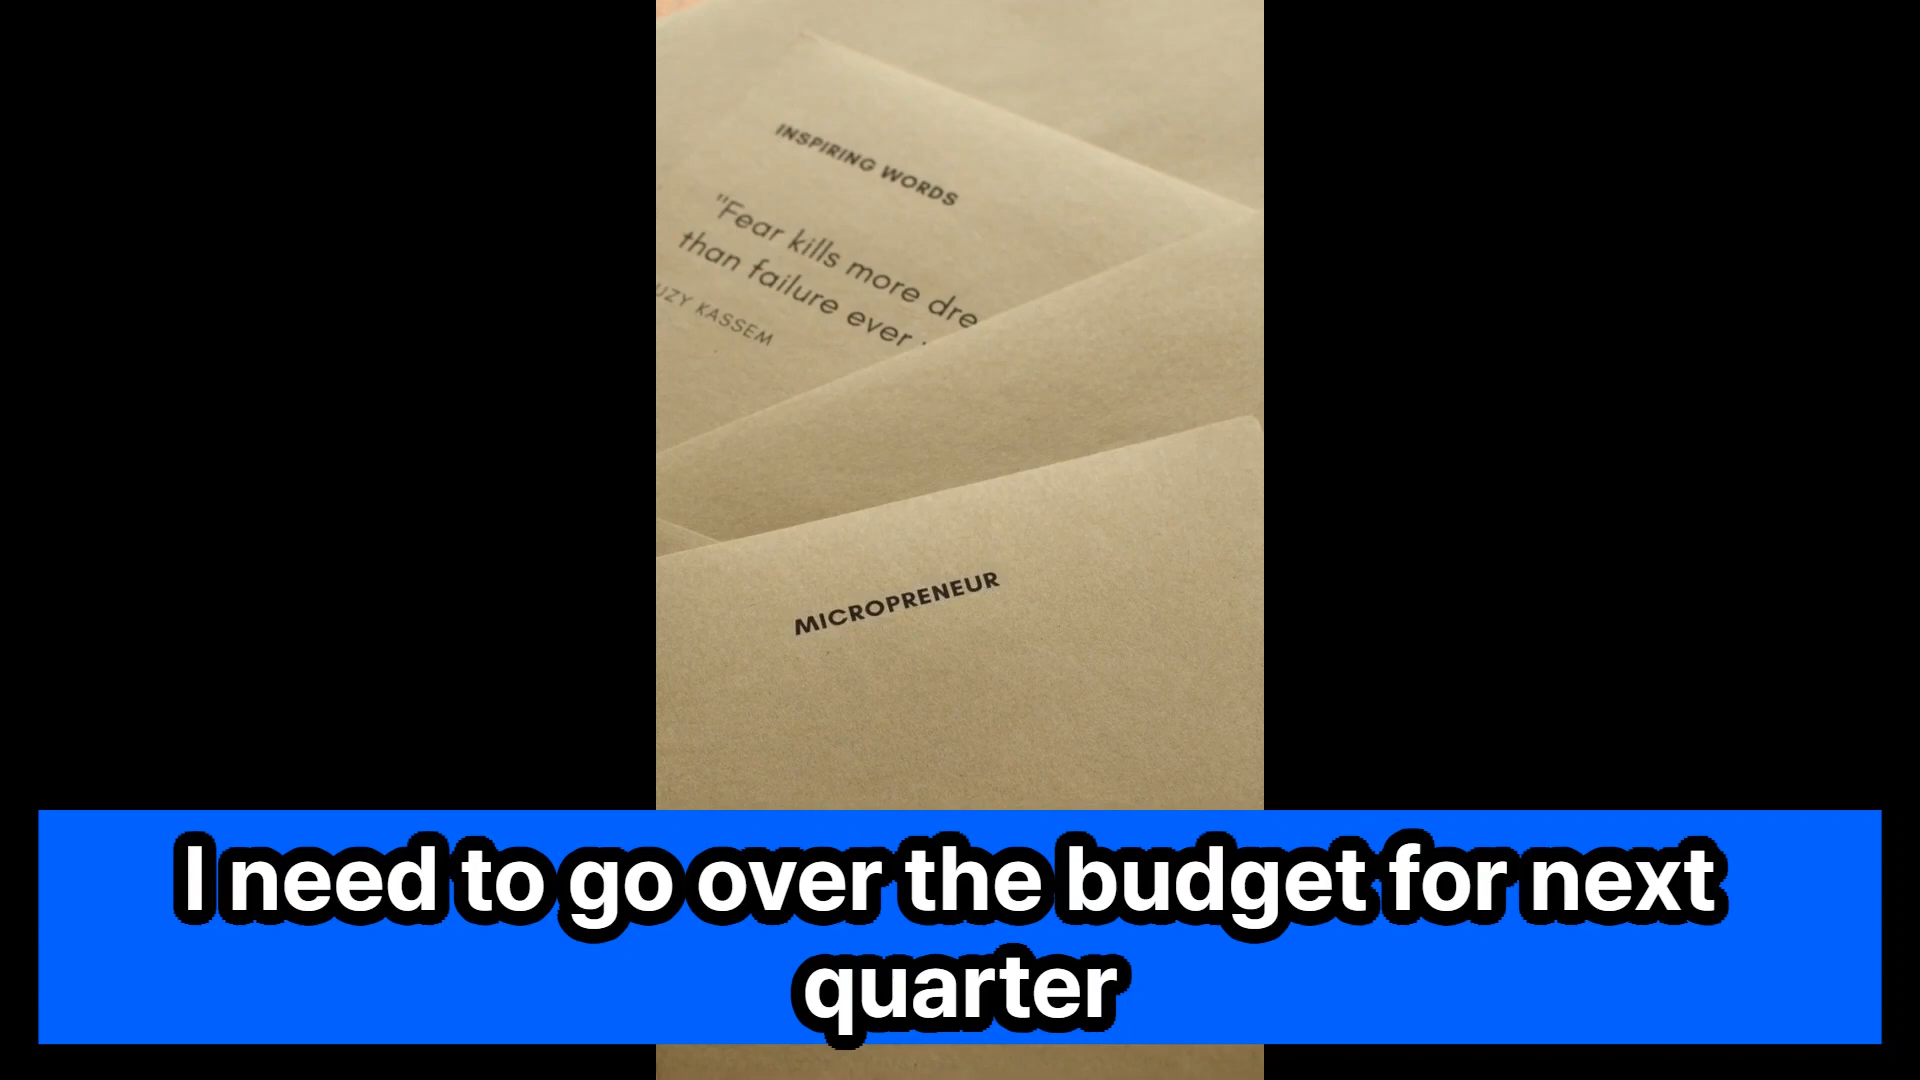 INSPIRING WORDS
"Fear kills more
than failure ever
KASSEM
MICROPRENEUR
I need to go over the budget for next
quarter